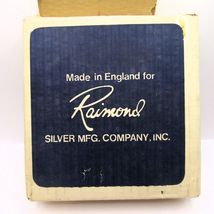 Made in England for
Raimond
SILVER MFG. COMPANY, INC.